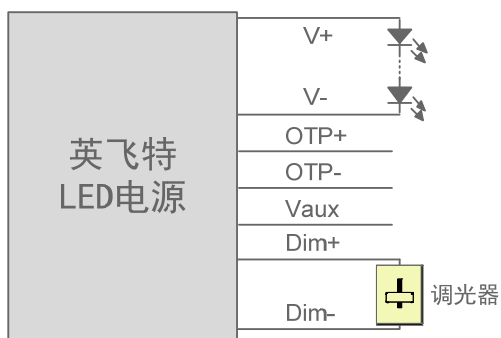 V+
V-
英飞特
LED电源
OTP+
OTP-
Vaux
Dim+
调光器
Dim-